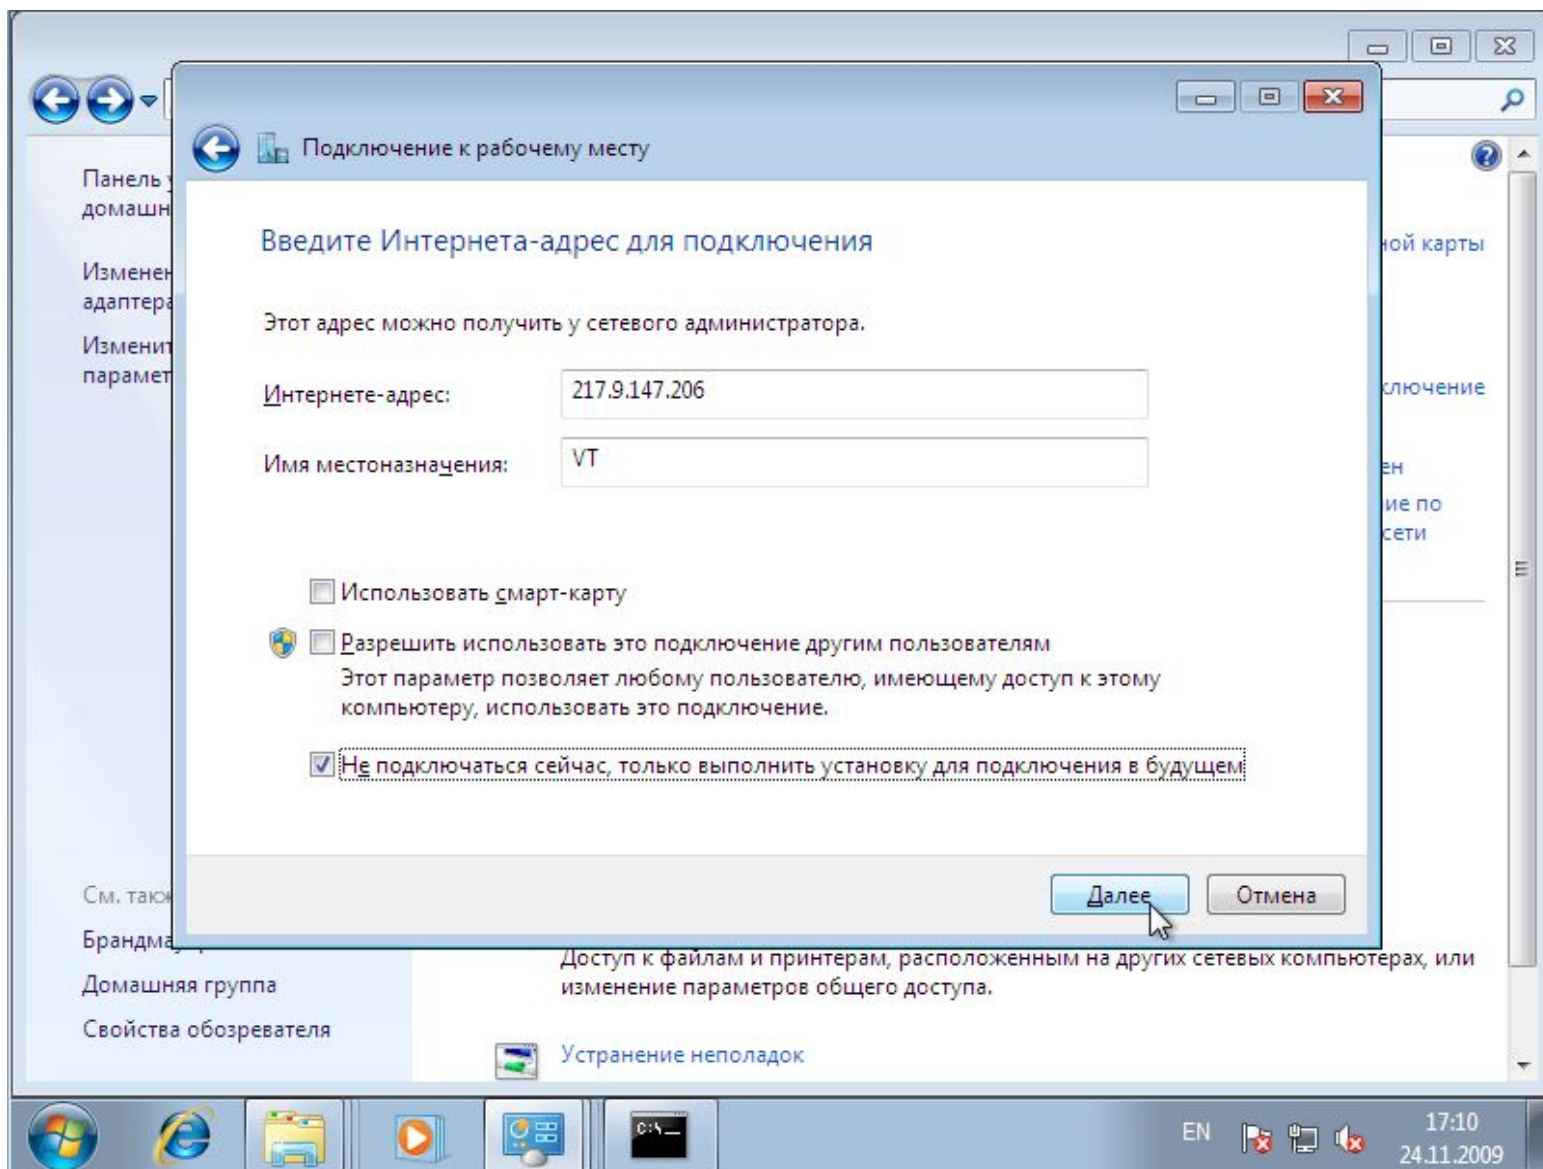 Подключение к рабочему месту
Панель
домашн
Изменен
адаптера
Изменит
парамет
Введите Интернета-адрес для подключения
ной карты
Этот адрес можно получить у сетевого администратора.
Интернете-адрес: 217.9.147.206
ключение
Имя местоназначения: VT
ен
ие по
сети
Использовать смарт-карту
Разрешить использовать это подключение другим пользователям
Этот параметр позволяет любому пользователю, имеющему доступ к этому
компьютеру, использовать это подключение.
Не подключаться сейчас, только выполнить установку для подключения в будущем
Далее Отмена
См. такж
Брандма
Домашняя группа
Свойства обозревателя
Доступ к файлам и принтерам, расположенным на других сетевых компьютерах, или
изменение параметров общего доступа.
Устранение неполадок
C:\
EN
17:10
24.11.2009